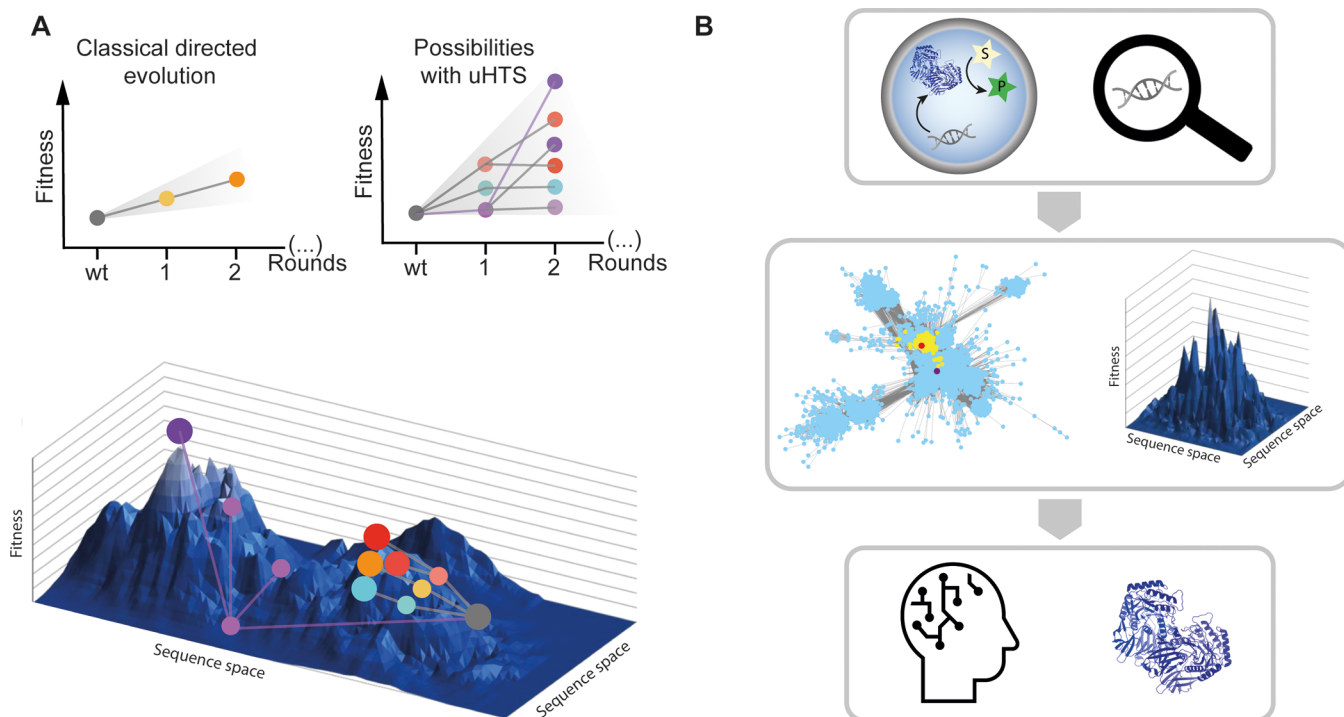 A
Classical directed
evolution
Fitness
wt
1
2
(...)
Rounds
Possibilities
with uHTS
Fitness
wt
1
2
(...)
Rounds
Fitness
Sequence space
Sequence space
B
S
P
Fitness
Sequence space
Sequence space